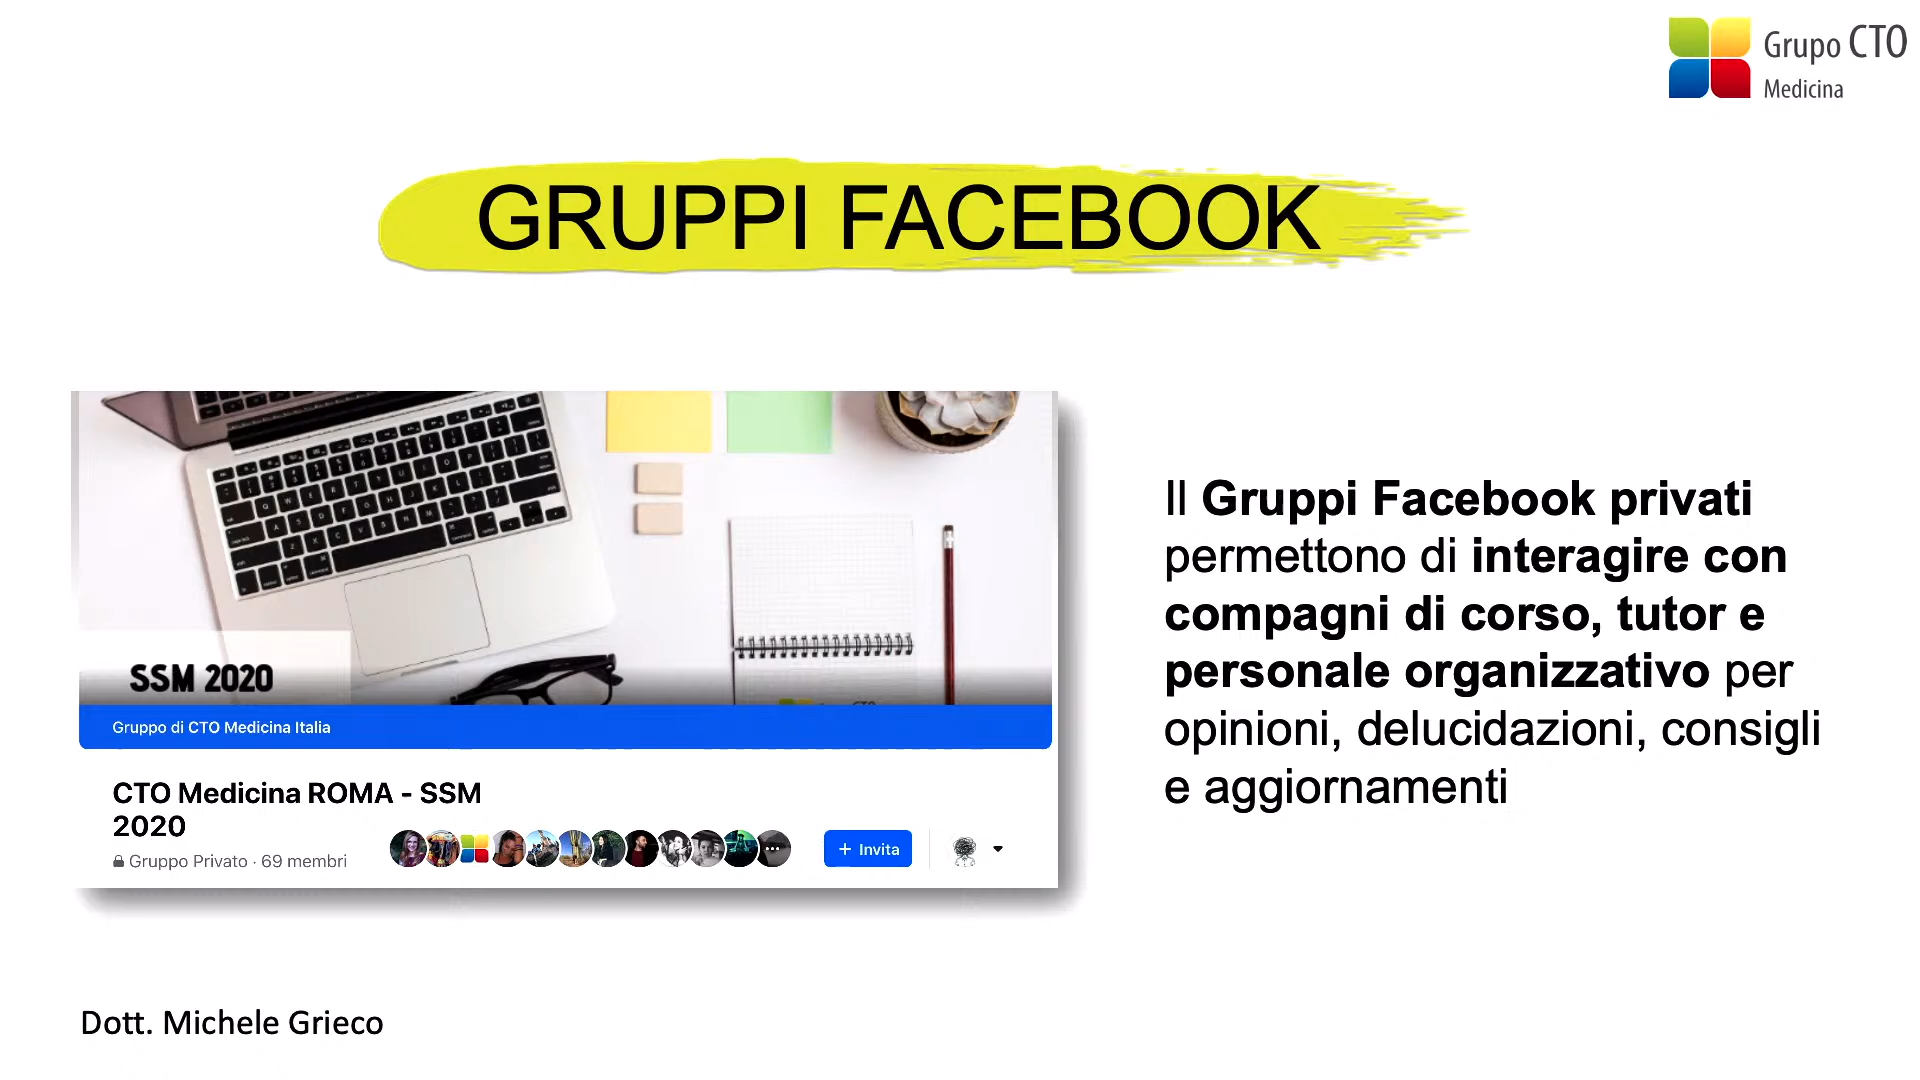 Grupo CTO
Medicina
GRUPPI FACEBOOK
SSM 2020
Gruppo di CTO Medicina Italia
CTO Medicina ROMA - SSM
2020
Gruppo Privato · 69 membri
+ Invita
Il Gruppi Facebook privati
permettono di interagire con
compagni di corso, tutor e
personale organizzativo per
opinioni, delucidazioni, consigli
e aggiornamenti
Dott. Michele Grieco